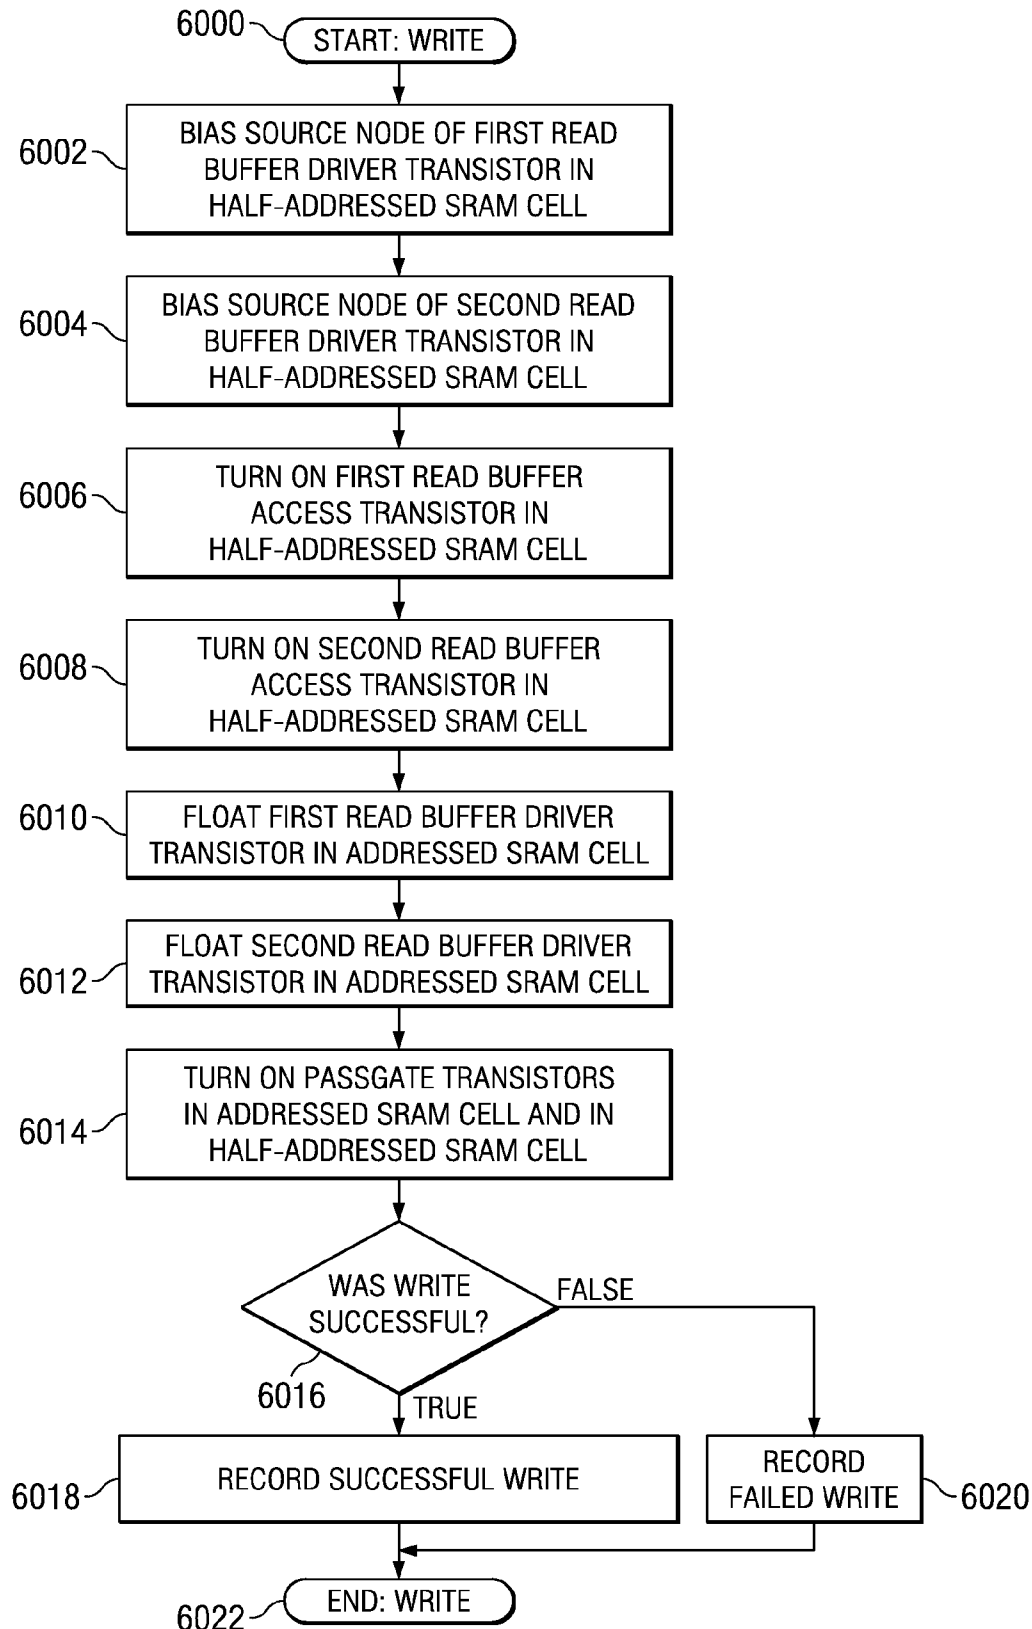 6000
START: WRITE
6002
BIAS SOURCE NODE OF FIRST READ
BUFFER DRIVER TRANSISTOR IN
HALF-ADDRESSED SRAM CELL
6004
BIAS SOURCE NODE OF SECOND READ
BUFFER DRIVER TRANSISTOR IN
HALF-ADDRESSED SRAM CELL
6006
TURN ON FIRST READ BUFFER
ACCESS TRANSISTOR IN
HALF-ADDRESSED SRAM CELL
6008
TURN ON SECOND READ BUFFER
ACCESS TRANSISTOR IN
HALF-ADDRESSED SRAM CELL
6010
FLOAT FIRST READ BUFFER DRIVER
TRANSISTOR IN ADDRESSED SRAM CELL
6012
FLOAT SECOND READ BUFFER DRIVER
TRANSISTOR IN ADDRESSED SRAM CELL
6014
TURN ON PASSGATE TRANSISTORS
IN ADDRESSED SRAM CELL AND IN
HALF-ADDRESSED SRAM CELL
WAS WRITE
SUCCESSFUL?
FALSE
6016
TRUE
6018
RECORD SUCCESSFUL WRITE
RECORD
FAILED WRITE
6020
END: WRITE
6022